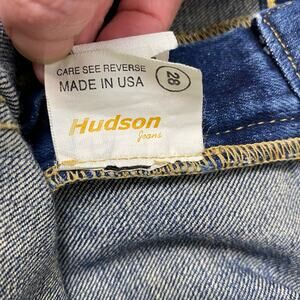 CARE SEE REVERSE
MADE IN USA
28
Hudson
Jeans